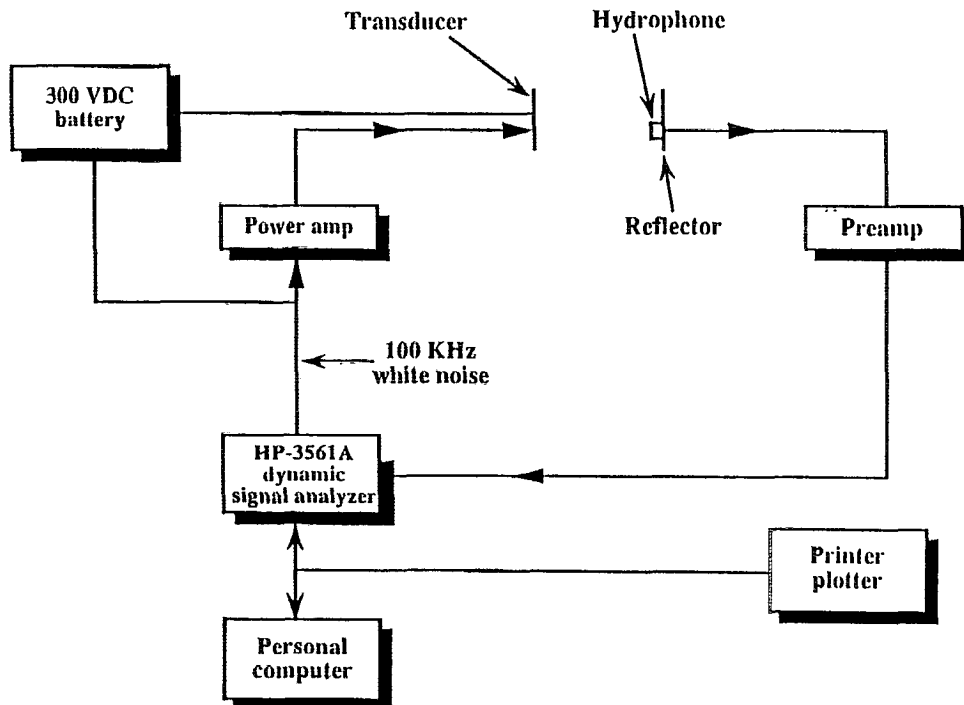 Transducer
Hydrophone
300 VDC
battery
Power amp
Reflector
Preamp
100 KHz
white noise
HP-3561A
dynamic
signal analyzer
Printer
plotter
Personal
computer